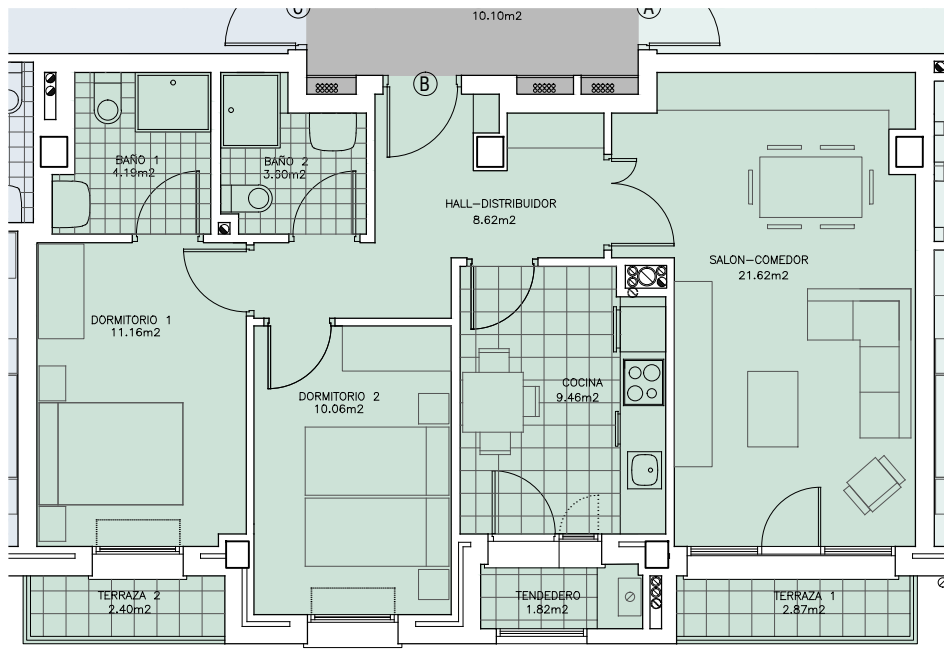 10.10m2
B
A
BAÑO 1
4.19m2
BAÑO 2
3.60m2
HALL-DISTRIBUIDOR
8.62m2
SALON-COMEDOR
21.62m2
DORMITORIO 1
11.16m2
DORMITORIO 2
10.06m2
COCINA
9.46m2
TERRAZA 2
2.40m2
TENDEDERO
1.82m2
TERRAZA 1
2.87m2